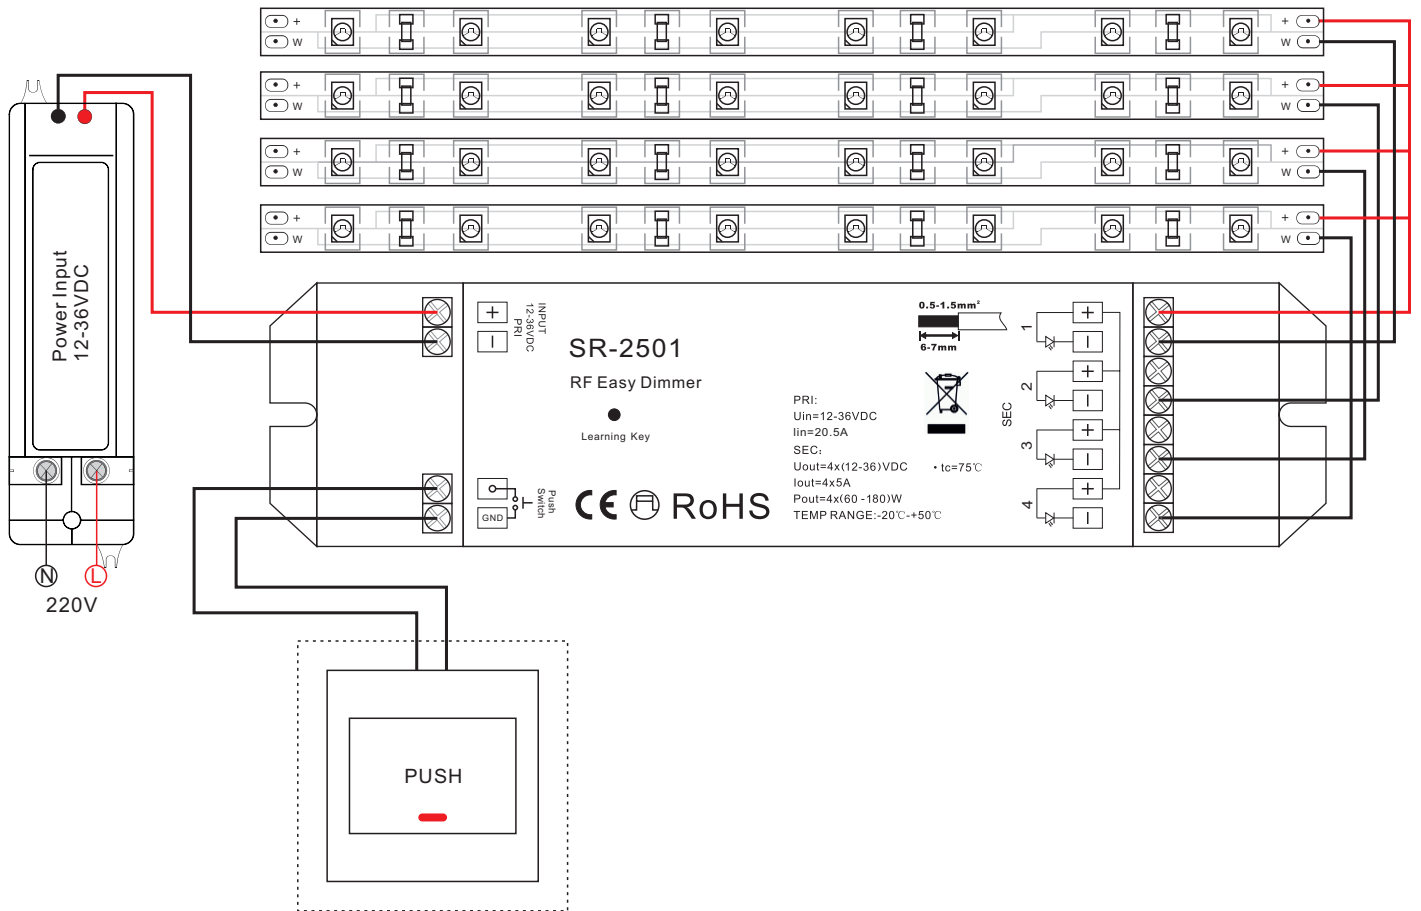 + +
W W
+ +
W W
+ +
W W
+ +
W W
Power Input
12-36VDC
N L
220V
+
−
INPUT
12-36VDC
PRI
SR-2501
RF Easy Dimmer
Learning Key
GND
Push
Switch
CE RoHS
PRI:
Uin=12-36VDC
Iin=20.5A
SEC:
Uout=4x(12-36)VDC
Iout=4x5A
Pout=4x(60-180)W
TEMP RANGE:-20℃-+50℃
• tc=75℃
0.5-1.5mm²
6-7mm
SEC
1 + −
2 + −
3 + −
4 + −
PUSH